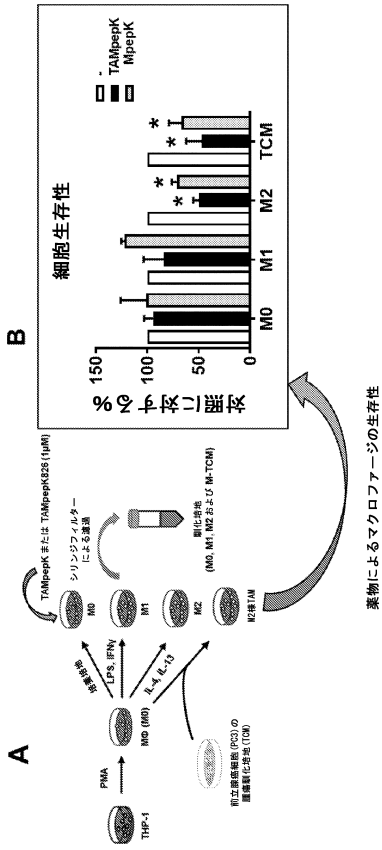 A
THP-1
PMA
MΦ (M0)
培養培地
LPS, IFNγ
IL-4, IL-13
前立腺癌細胞(PC3)の
腫瘍馴化培地(TCM)
M0
M1
M2
M2様TAM
TAMpepK または TAMpepK826 (1μM)
シリンジフィルター
による濾過
馴化培地
(M0, M1, M2 および M-TCM)
薬物によるマクロファージの生存性
B
細胞生存性
対照に対する%
150
100
50
0
M0
M1
M2
TCM
*
*
*
*
-
TAMpepK
MpepK